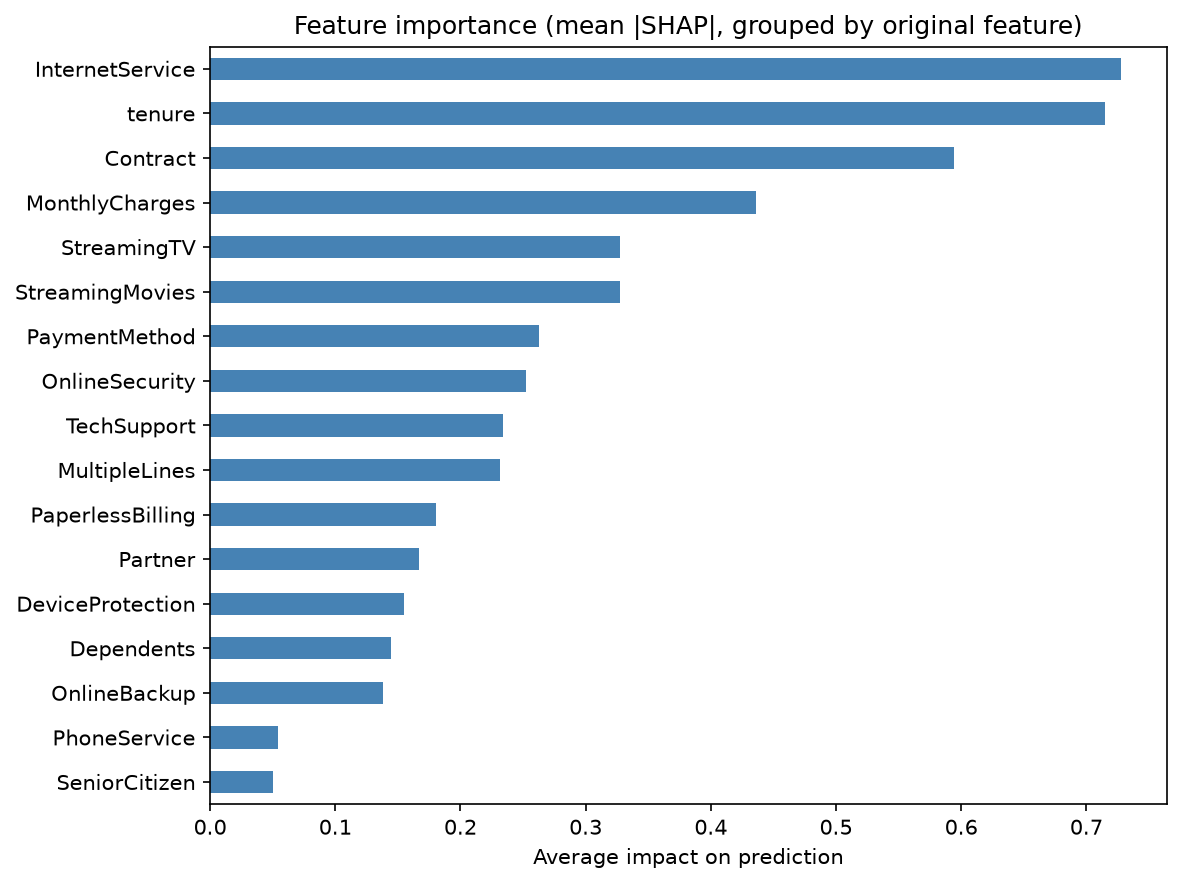 Feature importance (mean |SHAP|, grouped by original feature)
InternetService
tenure
Contract
MonthlyCharges
StreamingTV
StreamingMovies
PaymentMethod
OnlineSecurity
TechSupport
MultipleLines
PaperlessBilling
Partner
DeviceProtection
Dependents
OnlineBackup
PhoneService
SeniorCitizen
0.0 0.1 0.2 0.3 0.4 0.5 0.6 0.7
Average impact on prediction